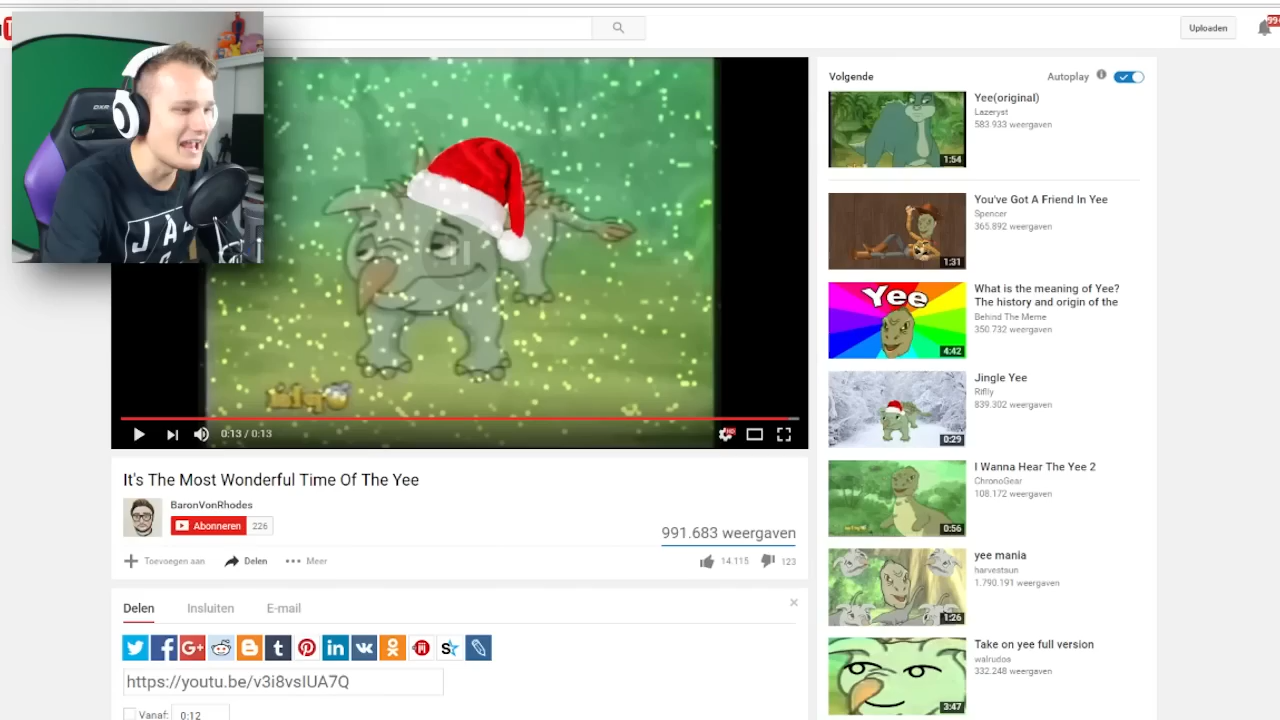 Uploaden
99+
DXR
JAZ
0:13 / 0:13
HD
It's The Most Wonderful Time Of The Yee
BaronVonRhodes
Abonneren 226
991.683 weergaven
Toevoegen aan Delen Meer
14.115 123
Delen Insluiten E-mail
https://youtu.be/v3i8vsIUA7Q
Vanaf: 0:12
Volgende Autoplay
Yee(original)
Lazeryst
583.933 weergaven
1:54
You've Got A Friend In Yee
Spencer
365.892 weergaven
1:31
Yee
What is the meaning of Yee?
The history and origin of the
Behind The Meme
350.732 weergaven
4:42
Jingle Yee
Riflly
839.302 weergaven
0:29
I Wanna Hear The Yee 2
ChronoGear
108.172 weergaven
0:56
yee mania
harvestaun
1.790.191 weergaven
1:26
Take on yee full version
walrudos
332.248 weergaven
3:47